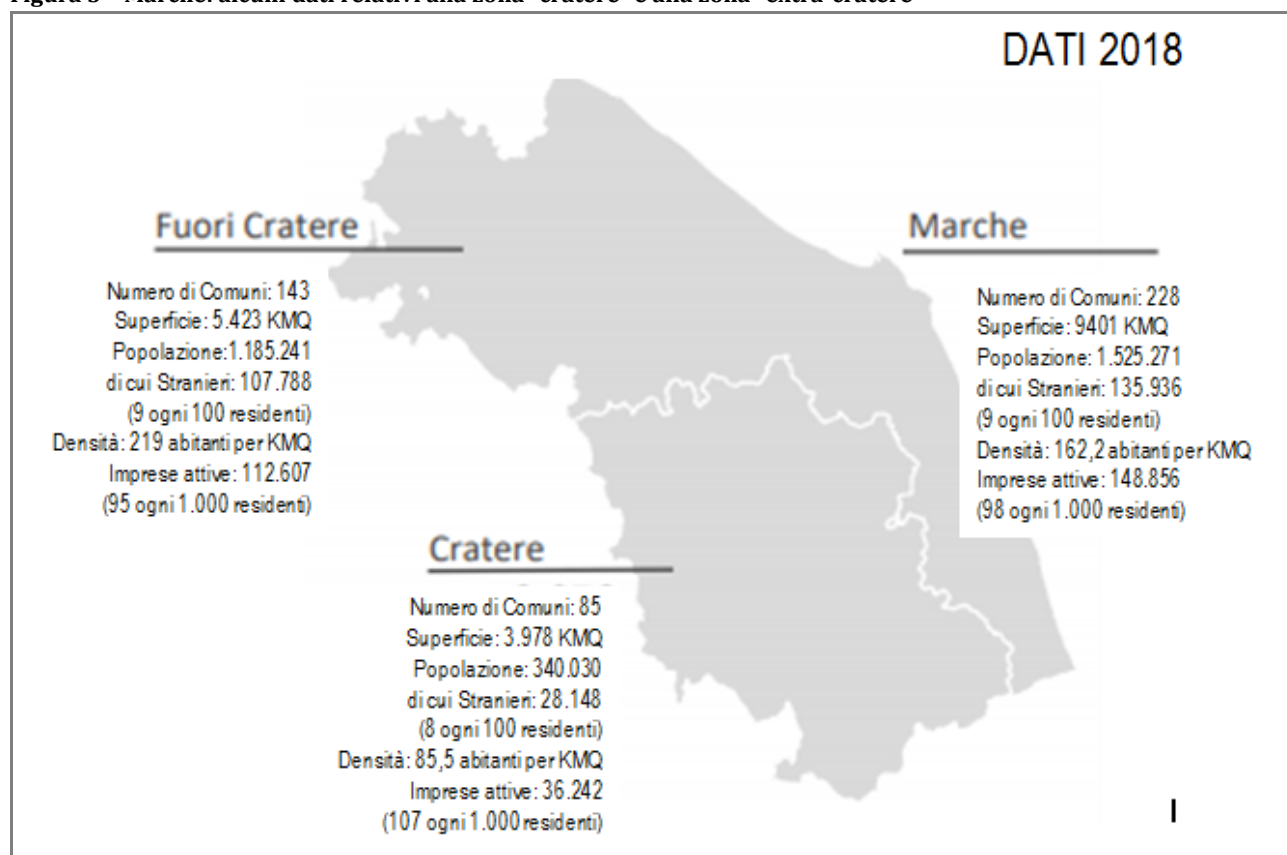 DATI 2018
Fuori Cratere
Numero di Comuni: 143
Superficie: 5.423 KMQ
Popolazione:1.185.241
di cui Stranieri: 107.788
(9 ogni 100 residenti)
Densità: 219 abitanti per KMQ
Imprese attive: 112.607
(95 ogni 1.000 residenti)
Marche
Numero di Comuni: 228
Superficie: 9401 KMQ
Popolazione: 1.525.271
di cui Stranieri: 135.936
(9 ogni 100 residenti)
Densità: 162,2 abitanti per KMQ
Imprese attive: 148.856
(98 ogni 1.000 residenti)
Cratere
Numero di Comuni: 85
Superficie: 3.978 KMQ
Popolazione: 340.030
di cui Stranieri: 28.148
(8 ogni 100 residenti)
Densità: 85,5 abitanti per KMQ
Imprese attive: 36.242
(107 ogni 1.000 residenti)